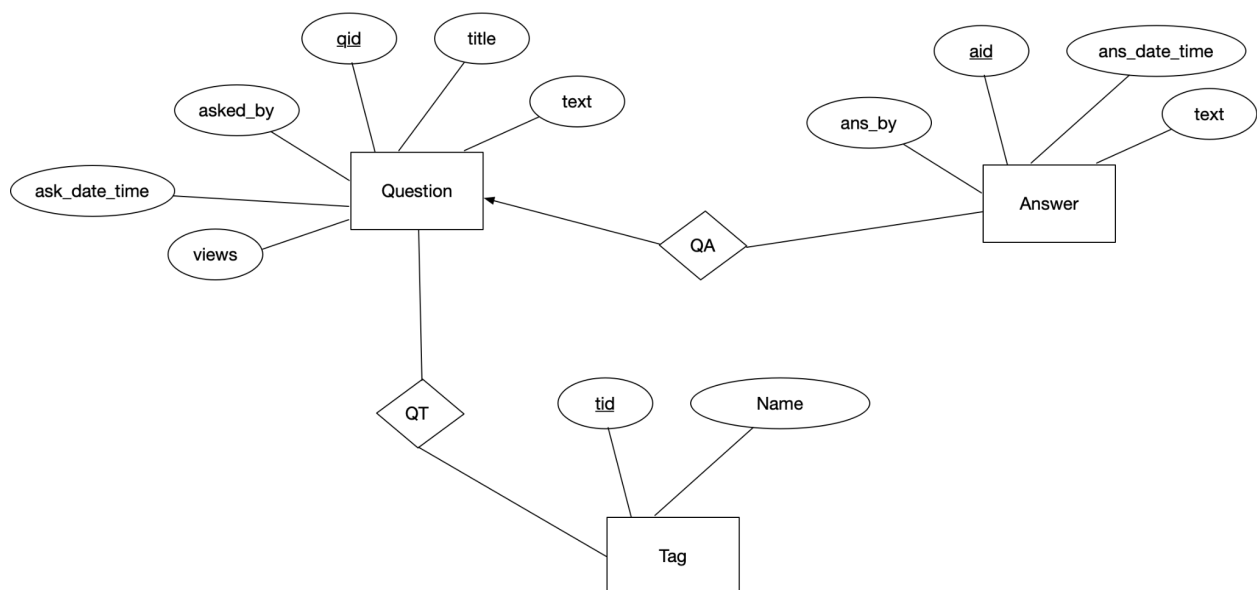 qid
title
aid
ans_date_time
text
asked_by
text
ans_by
Question
ask_date_time
Answer
QA
views
QT
tid
Name
Tag